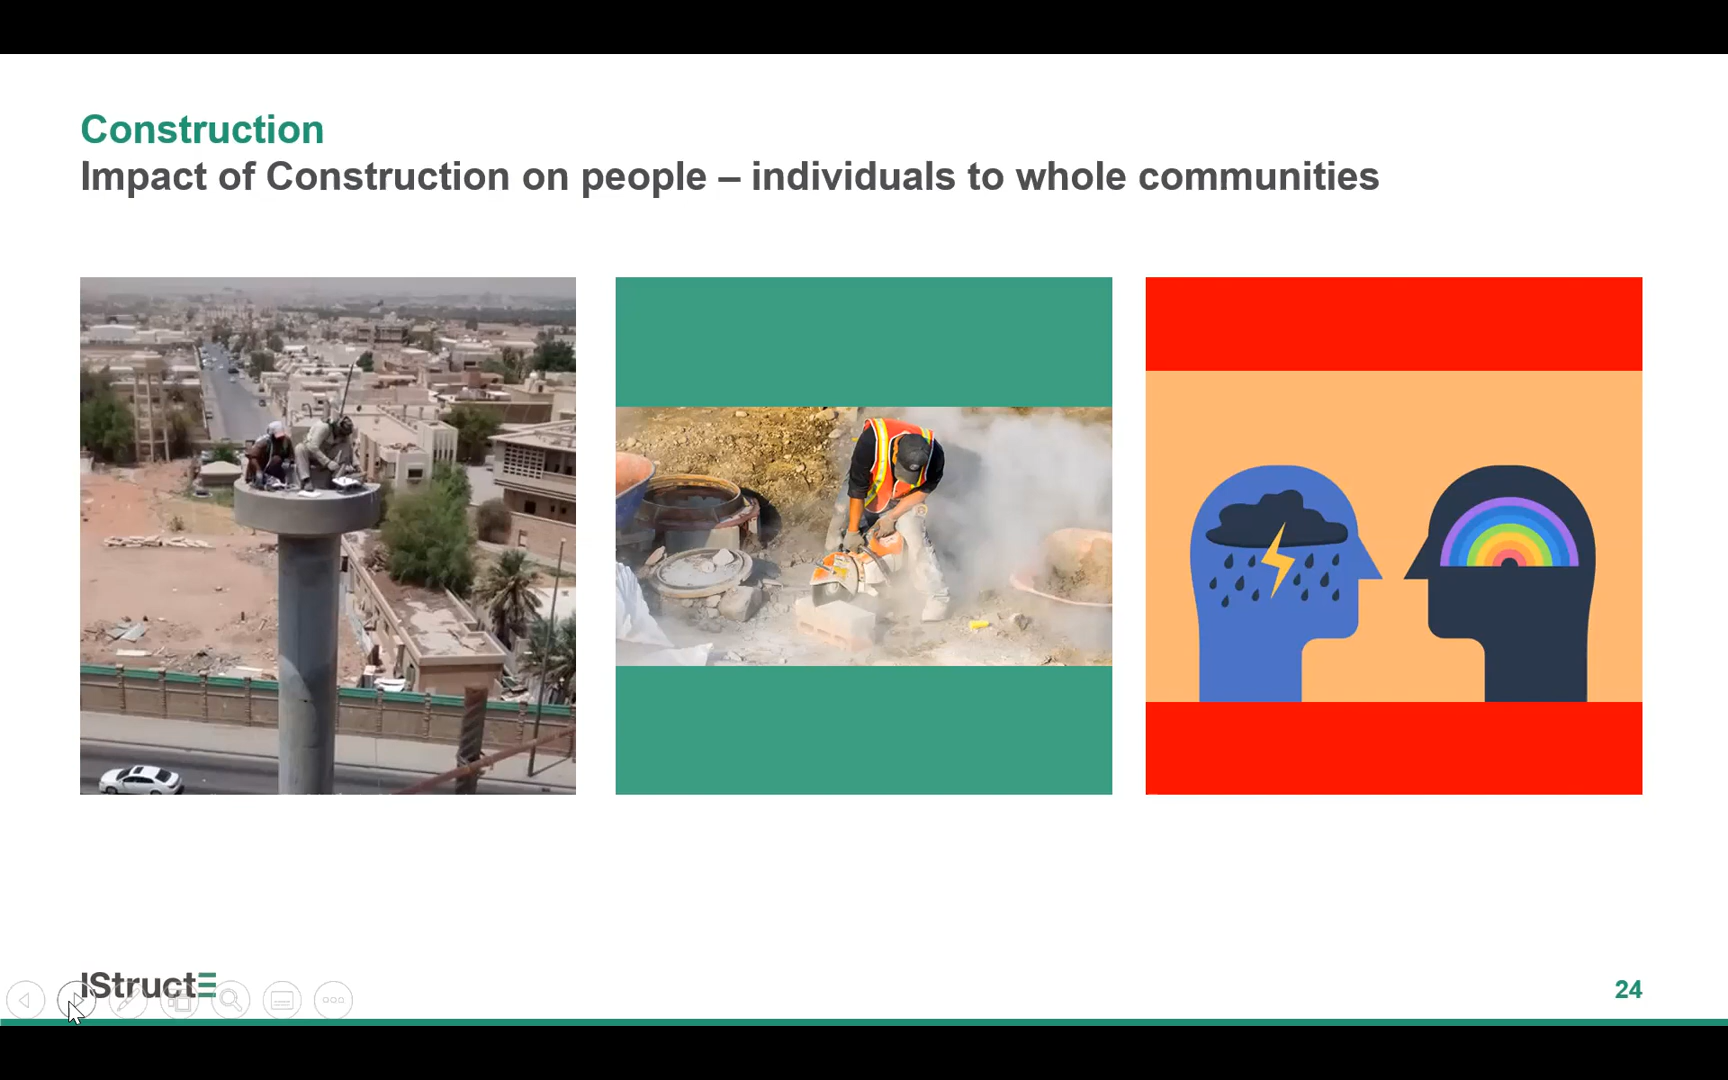 Construction
Impact of Construction on people – individuals to whole communities
IStructE
24